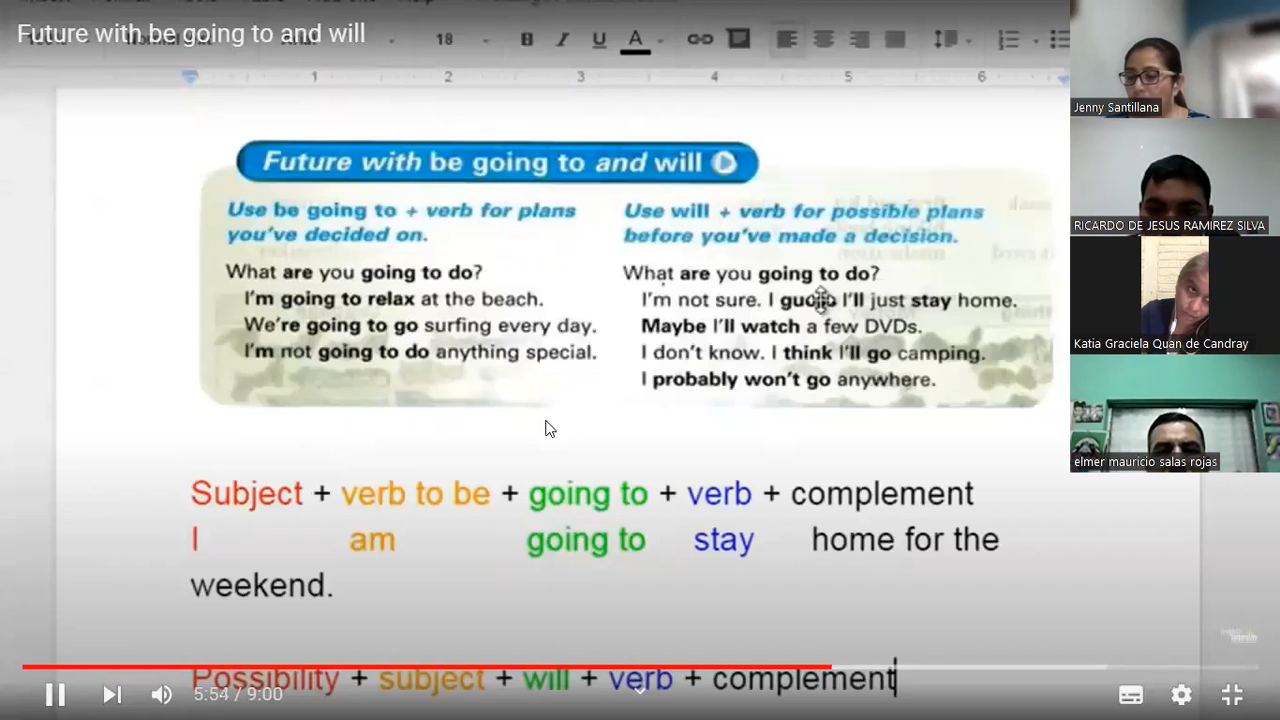 Future with be going to and will
18 B I U A
1 2 3 4 5 6
Future with be going to and will
Use be going to + verb for plans
you've decided on.
What are you going to do?
I'm going to relax at the beach.
We're going to go surfing every day.
I'm not going to do anything special.
Use will + verb for possible plans
before you've made a decision.
What are you going to do?
I'm not sure. I guess I'll just stay home.
Maybe I'll watch a few DVDs.
I don't know. I think I'll go camping.
I probably won't go anywhere.
Subject + verb to be + going to + verb + complement
I am going to stay home for the
weekend.
Possibility + subject + will + verb + complement
5:54 / 9:00
Jenny Santillana
RICARDO DE JESUS RAMIREZ SILVA
Katia Graciela Quan de Candray
elmer mauricio salas rojas